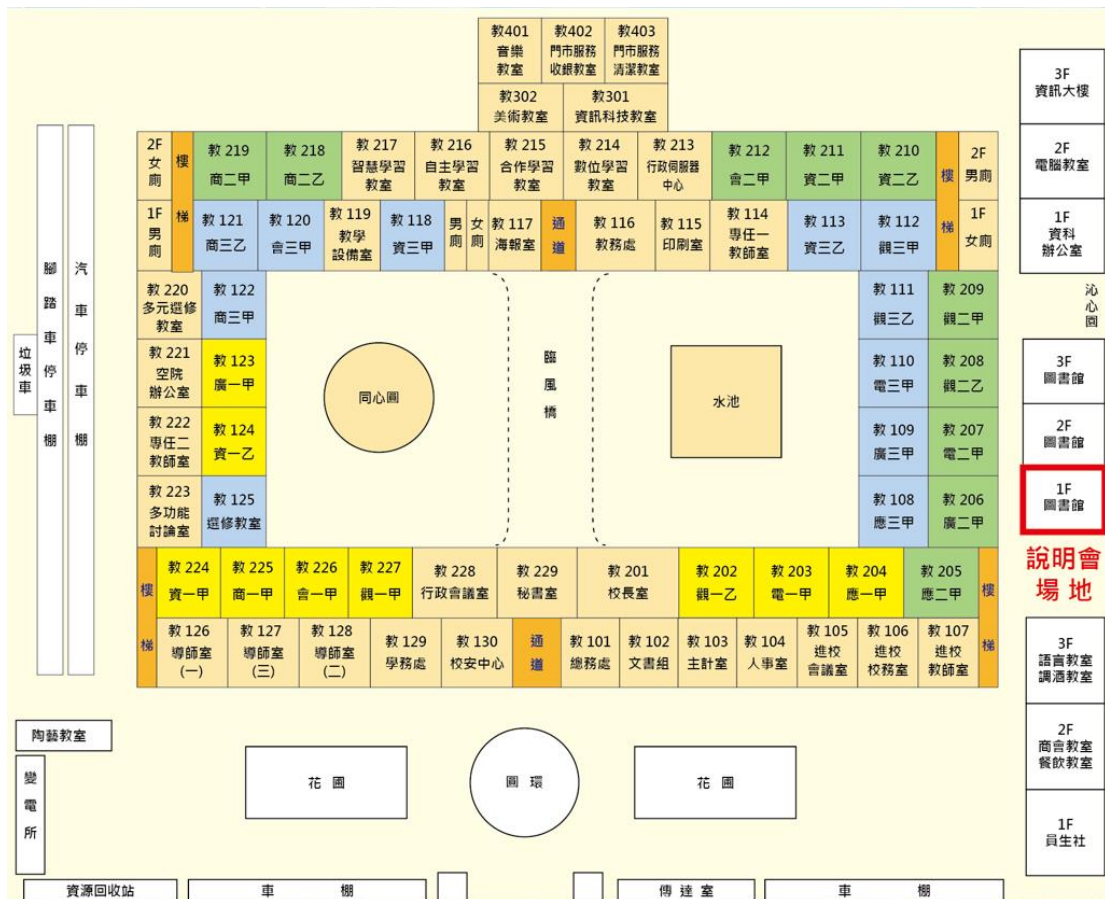 教401
音樂
教室
教402
門市服務
收銀教室
教403
門市服務
清潔教室
教302
美術教室
教301
資訊科技教室
2F
女廁
樓梯
教 219
商二甲
教 218
商二乙
教 217
智慧學習
教室
教 216
自主學習
教室
教 215
合作學習
教室
教 214
數位學習
教室
教 213
行政伺服器
中心
教 212
會二甲
教 211
資二甲
教 210
資二乙
樓梯
2F
男廁
1F
男廁
教 121
商三乙
教 120
會三甲
教 119
教學
設備室
教 118
資三甲
男廁
女廁
教 117
海報室
通道
教 116
教務處
教 115
印刷室
教 114
專任一
教師室
教 113
資三乙
教 112
觀三甲
1F
女廁
教 220
多元選修
教室
教 122
商三甲
教 111
觀三乙
教 209
觀二甲
教 221
空院
辦公室
教 123
廣一甲
教 110
電三甲
教 208
觀二乙
教 222
專任二
教師室
教 124
資一乙
教 109
廣三甲
教 207
電二甲
教 223
多功能
討論室
教 125
選修教室
教 108
應三甲
教 206
廣二甲
同心圓
臨風橋
水池
樓梯
教 224
資一甲
教 225
商一甲
教 226
會一甲
教 227
觀一甲
教 228
行政會議室
教 229
秘書室
教 201
校長室
教 202
觀一乙
教 203
電一甲
教 204
應一甲
教 205
應二甲
樓梯
教 126
導師室
(一)
教 127
導師室
(三)
教 128
導師室
(二)
教 129
學務處
教 130
校安中心
通道
教 101
總務處
教 102
文書組
教 103
主計室
教 104
人事室
教 105
進校
會議室
教 106
進校
校務室
教 107
進校
教師室
垃圾車
腳踏車停車棚
汽車停車棚
3F
資訊大樓
2F
電腦教室
1F
資科
辦公室
沁心園
3F
圖書館
2F
圖書館
1F
圖書館
說明會
場地
3F
語言教室
調酒教室
2F
商會教室
餐飲教室
1F
員生社
陶藝教室
變電所
花圃
圓環
花圃
資源回收站
車棚
傳達室
車棚